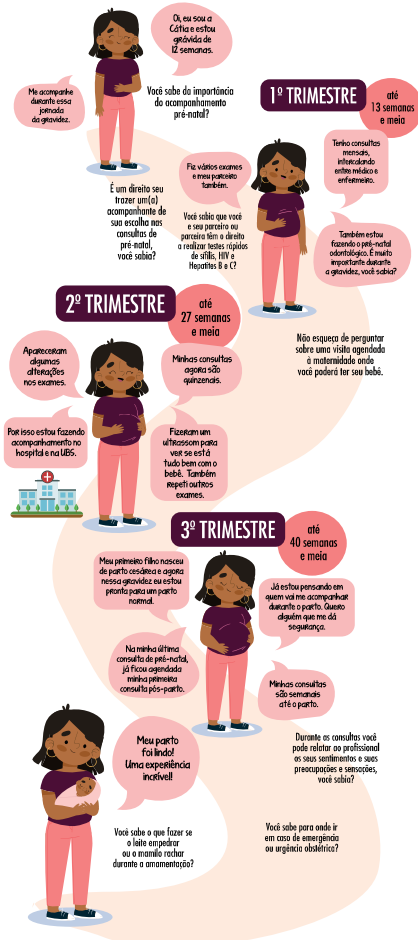 Oi, eu sou a
Cátia e estou
grávida de
12 semanas.
Me acompanhe
durante essa
jornada
da gravidez.
Você sabe da importância
do acompanhamento
pré-natal?
1º TRIMESTRE
até
13 semanas
e meia
Tenho consultas
mensais,
intercalando
entre médico e
enfermeiro.
Fiz vários exames
e meu parceiro
também.
É um direito seu
trazer um(a)
acompanhante de
sua escolha nas
consultas de
pré-natal,
você sabia?
Você sabia que você
e seu parceiro ou
parceira têm a direito
a realizar testes rápidos
de sífilis, HIV e
Hepatites B e C?
Também estou
fazendo o pré-natal
odontológico. É muito
importante durante
a gravidez, você sabia?
2º TRIMESTRE
até
27 semanas
e meia
Não esqueça de perguntar
sobre uma visita agendada
à maternidade onde
você poderá ter seu bebê.
Apareceram
algumas
alterações
nos exames.
Minhas consultas
agora são
quinzenais.
Por isso estou fazendo
acompanhamento no
hospital e na UBS.
Fizeram um
ultrassom para
ver se está
tudo bem com o
bebê. Também
repeti outros
exames.
3º TRIMESTRE
até
40 semanas
e meia
Meu primeiro filho nasceu
de parto cesárea e agora
nessa gravidez eu estou
pronta para um parto
normal.
Já estou pensando em
quem vai me acompanhar
durante o parto. Quero
alguém que me dá
segurança.
Na minha última
consulta de pré-natal,
já ficou agendada
minha primeira
consulta pós-parto.
Minhas consultas
são semanais
até o parto.
Meu parto
foi lindo!
Uma experiência
incrível!
Durante as consultas você
pode relatar ao profissional
os seus sentimentos e suas
preocupações e sensações,
você sabia?
Você sabe o que fazer se
o leite empedrar
ou o mamilo rachar
durante a amamentação?
Você sabe para onde ir
em caso de emergência
ou urgência obstétrica?